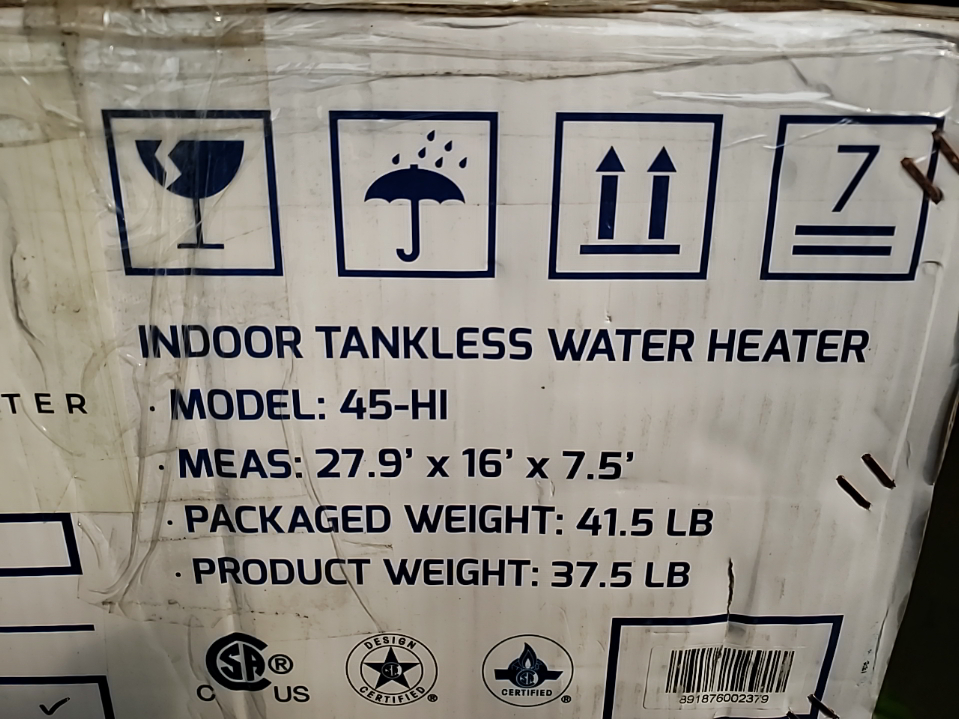 7
INDOOR TANKLESS WATER HEATER
TER
· MODEL: 45-HI
· MEAS: 27.9' x 16' x 7.5'
· PACKAGED WEIGHT: 41.5 LB
· PRODUCT WEIGHT: 37.5 LB
C SA ® US
DESIGN CERTIFIED ®
CERTIFIED ®
891876002379